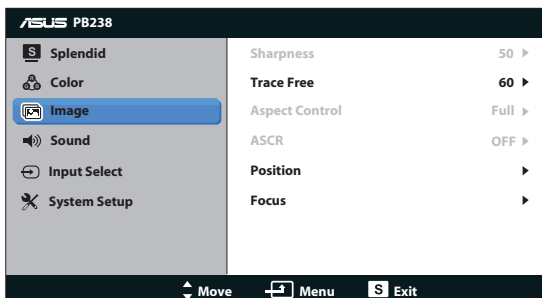 ASUS PB238
S Splendid
Color
Image
Sound
Input Select
System Setup
Sharpness 50
Trace Free 60
Aspect Control Full
ASCR OFF
Position
Focus
Move Menu S Exit